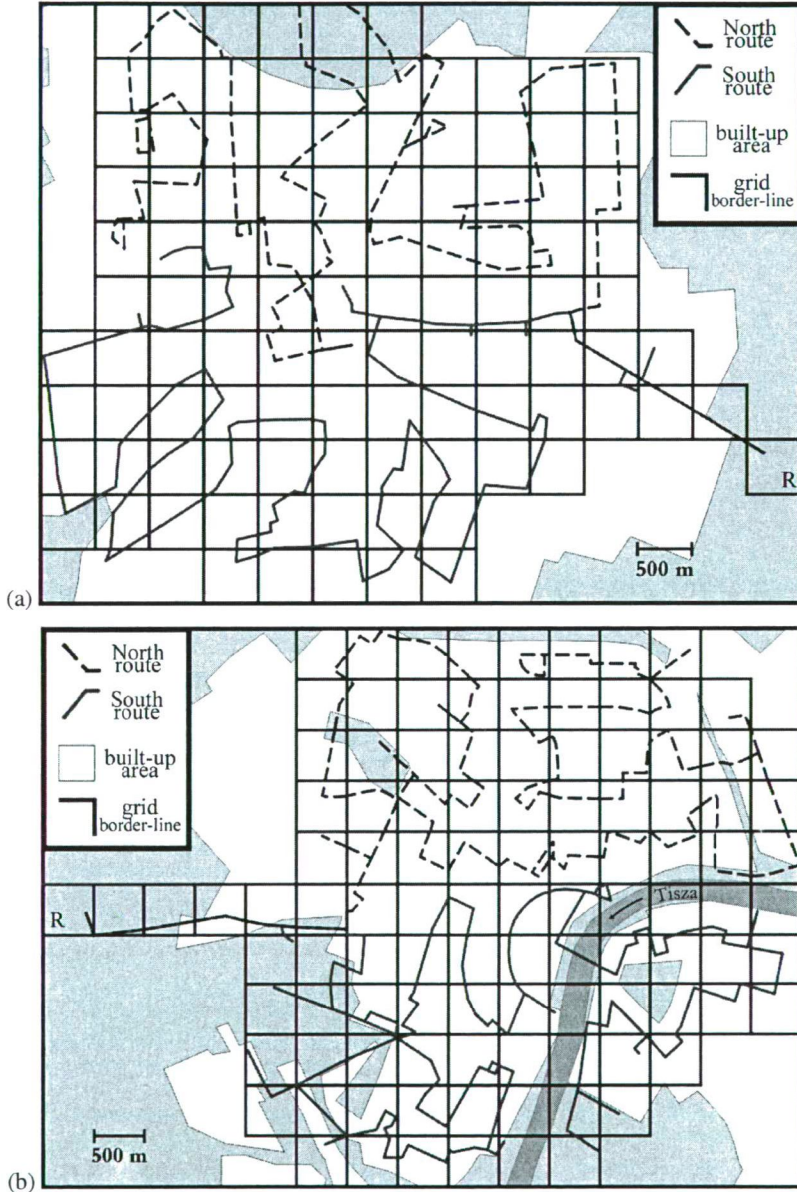 North
route
South
route
built-up
area
grid
border-line
R
500 m
(a)
North
route
South
route
built-up
area
grid
border-line
R
Tisza
500 m
(b)